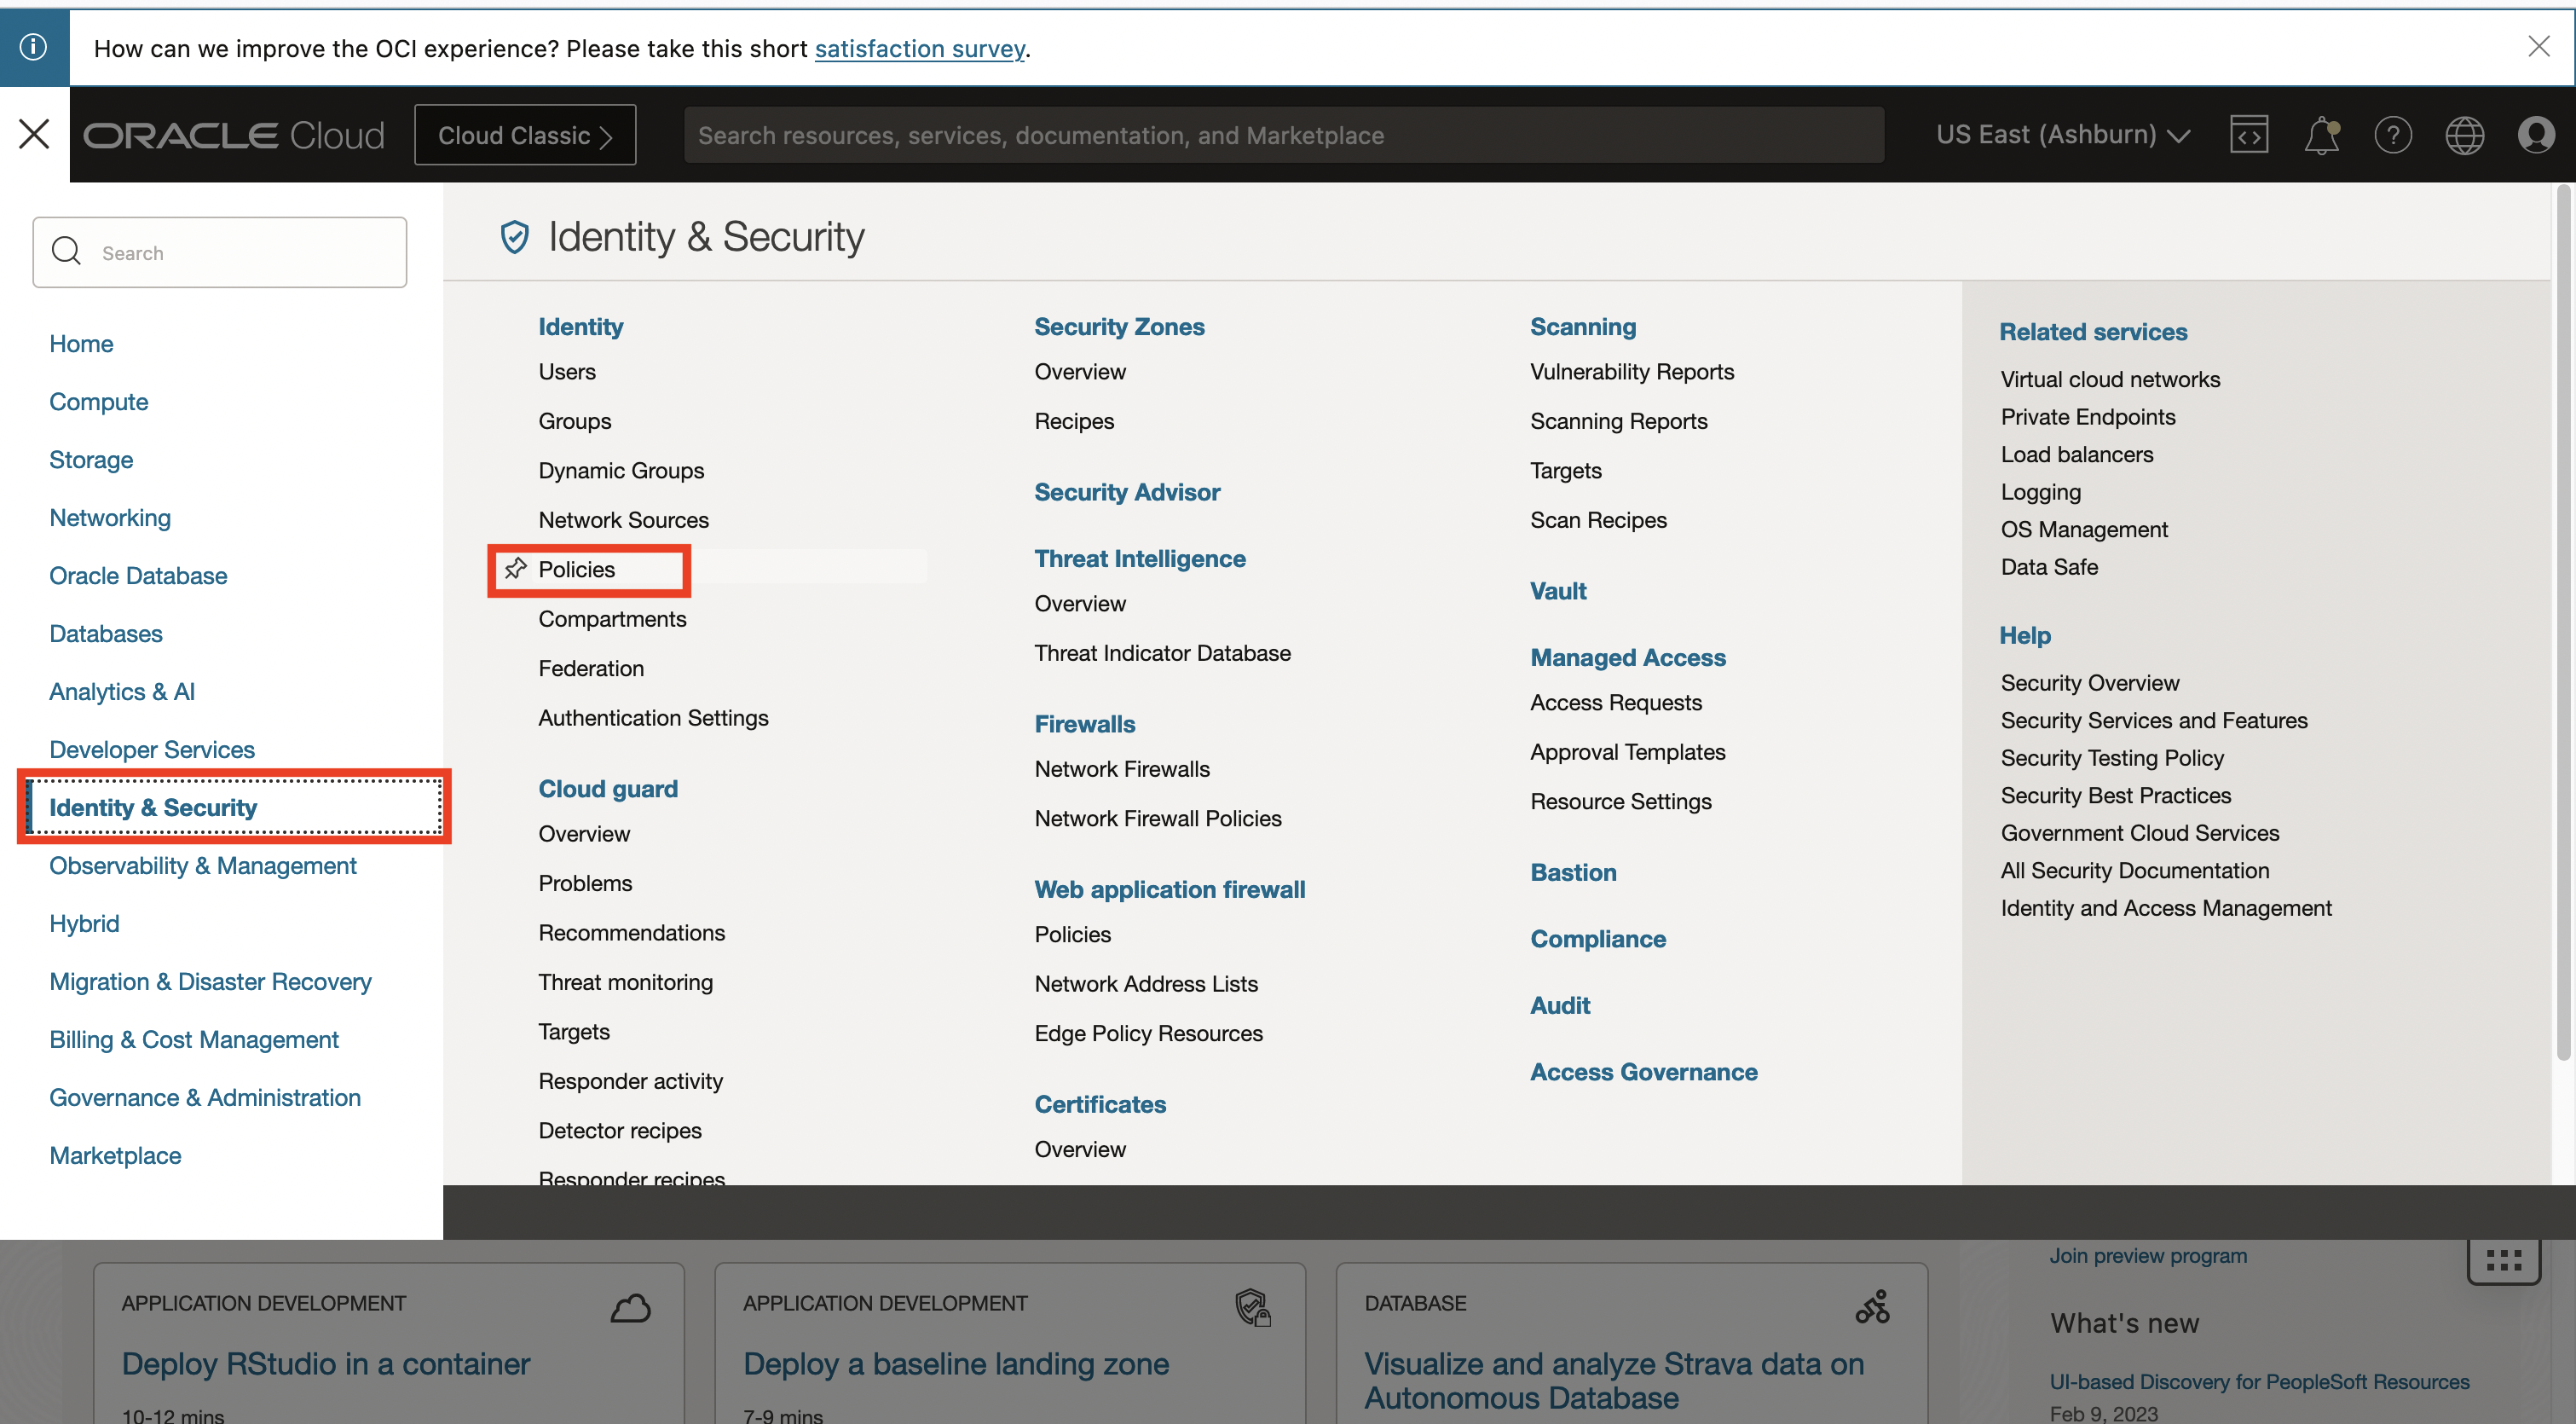 How can we improve the OCI experience? Please take this short satisfaction survey.
ORACLE Cloud
Cloud Classic
Search resources, services, documentation, and Marketplace
US East (Ashburn)
Search
Home
Compute
Storage
Networking
Oracle Database
Databases
Analytics & AI
Developer Services
Identity & Security
Observability & Management
Hybrid
Migration & Disaster Recovery
Billing & Cost Management
Governance & Administration
Marketplace
Identity & Security
Identity
Users
Groups
Dynamic Groups
Network Sources
Policies
Compartments
Federation
Authentication Settings
Cloud guard
Overview
Problems
Recommendations
Threat monitoring
Targets
Responder activity
Detector recipes
Responder recipes
Security Zones
Overview
Recipes
Security Advisor
Threat Intelligence
Overview
Threat Indicator Database
Firewalls
Network Firewalls
Network Firewall Policies
Web application firewall
Policies
Network Address Lists
Edge Policy Resources
Certificates
Overview
Scanning
Vulnerability Reports
Scanning Reports
Targets
Scan Recipes
Vault
Managed Access
Access Requests
Approval Templates
Resource Settings
Bastion
Compliance
Audit
Access Governance
Related services
Virtual cloud networks
Private Endpoints
Load balancers
Logging
OS Management
Data Safe
Help
Security Overview
Security Services and Features
Security Testing Policy
Security Best Practices
Government Cloud Services
All Security Documentation
Identity and Access Management
APPLICATION DEVELOPMENT
Deploy RStudio in a container
10-12 mins
APPLICATION DEVELOPMENT
Deploy a baseline landing zone
7-9 mins
DATABASE
Visualize and analyze Strava data on
Autonomous Database
Join preview program
What's new
UI-based Discovery for PeopleSoft Resources
Feb 9, 2023